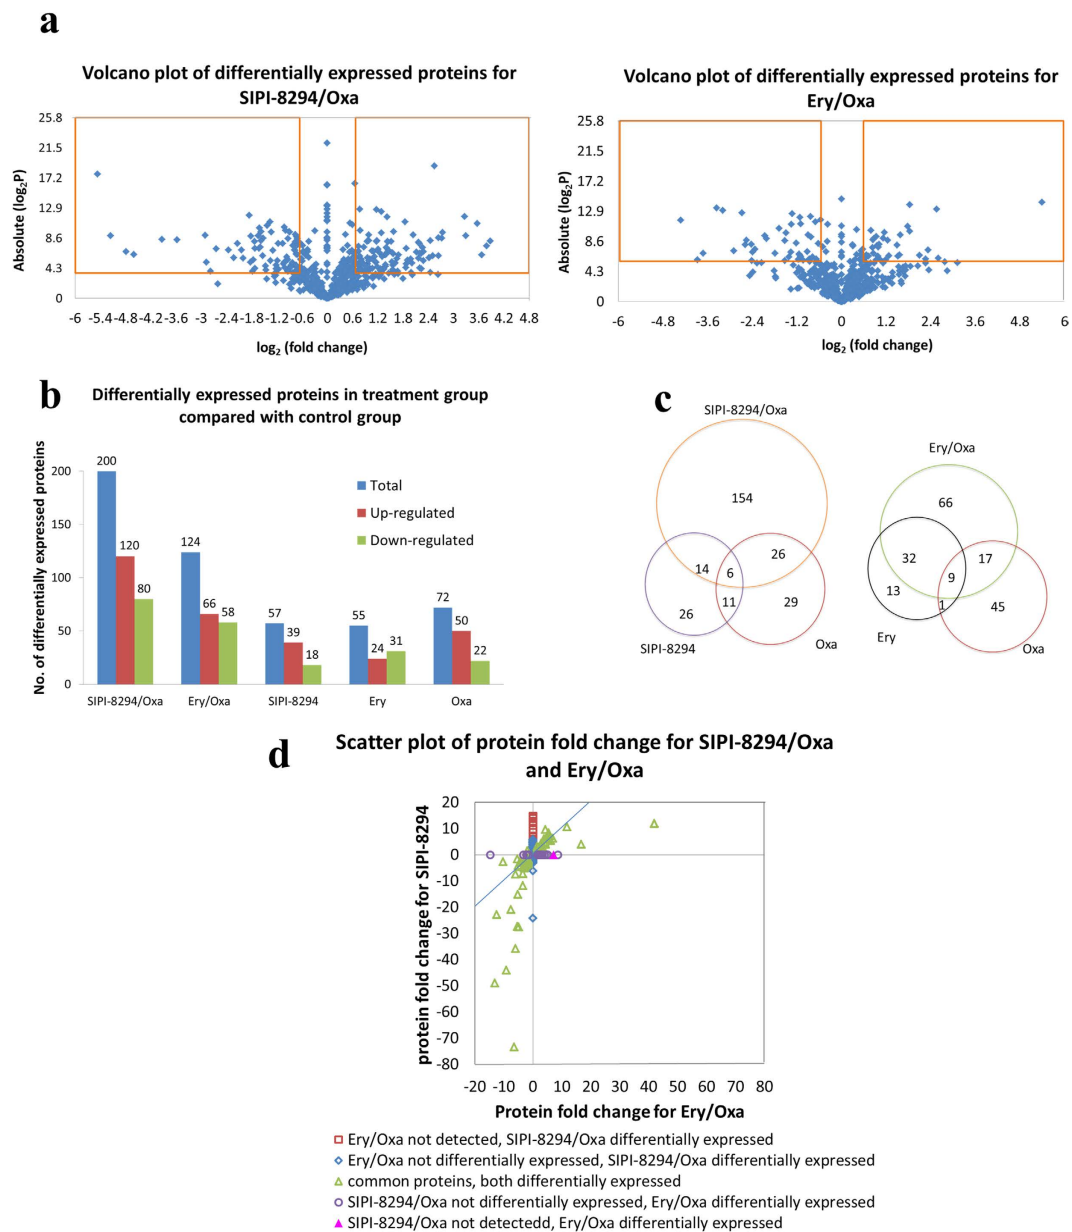 a
Volcano plot of differentially expressed proteins for
SIPI-8294/Oxa
25.8
21.5
17.2
12.9
8.6
4.3
0
Absolute (log₂P)
-6 -5.4 -4.8 -4.2 -3.6 -3 -2.4 -1.8 -1.2 -0.6 0 0.6 1.2 1.8 2.4 3 3.6 4.2 4.8
log₂ (fold change)
Volcano plot of differentially expressed proteins for
Ery/Oxa
25.8
21.5
17.2
12.9
8.6
4.3
0
Absolute (log₂P)
-6 -4.8 -3.6 -2.4 -1.2 0 1.2 2.4 3.6 4.8 6
log₂ (fold change)
b
Differentially expressed proteins in treatment group
compared with control group
No. of differentially expressed proteins
200
150
100
50
0
200 120 80
124 66 58
57 39 18
55 24 31
72 50 22
Total
Up-regulated
Down-regulated
SIPI-8294/Oxa Ery/Oxa SIPI-8294 Ery Oxa
c
SIPI-8294/Oxa
154
14 6 26
26 11 29
SIPI-8294 Oxa
Ery/Oxa
66
32 9 17
13 1 45
Ery Oxa
d
Scatter plot of protein fold change for SIPI-8294/Oxa
and Ery/Oxa
protein fold change for SIPI-8294
20
10
0
-10
-20
-30
-40
-50
-60
-70
-80
-20 -10 0 10 20 30 40 50 60 70 80
Protein fold change for Ery/Oxa
Ery/Oxa not detected, SIPI-8294/Oxa differentially expressed
Ery/Oxa not differentially expressed, SIPI-8294/Oxa differentially expressed
common proteins, both differentially expressed
SIPI-8294/Oxa not differentially expressed, Ery/Oxa differentially expressed
SIPI-8294/Oxa not detectedd, Ery/Oxa differentially expressed